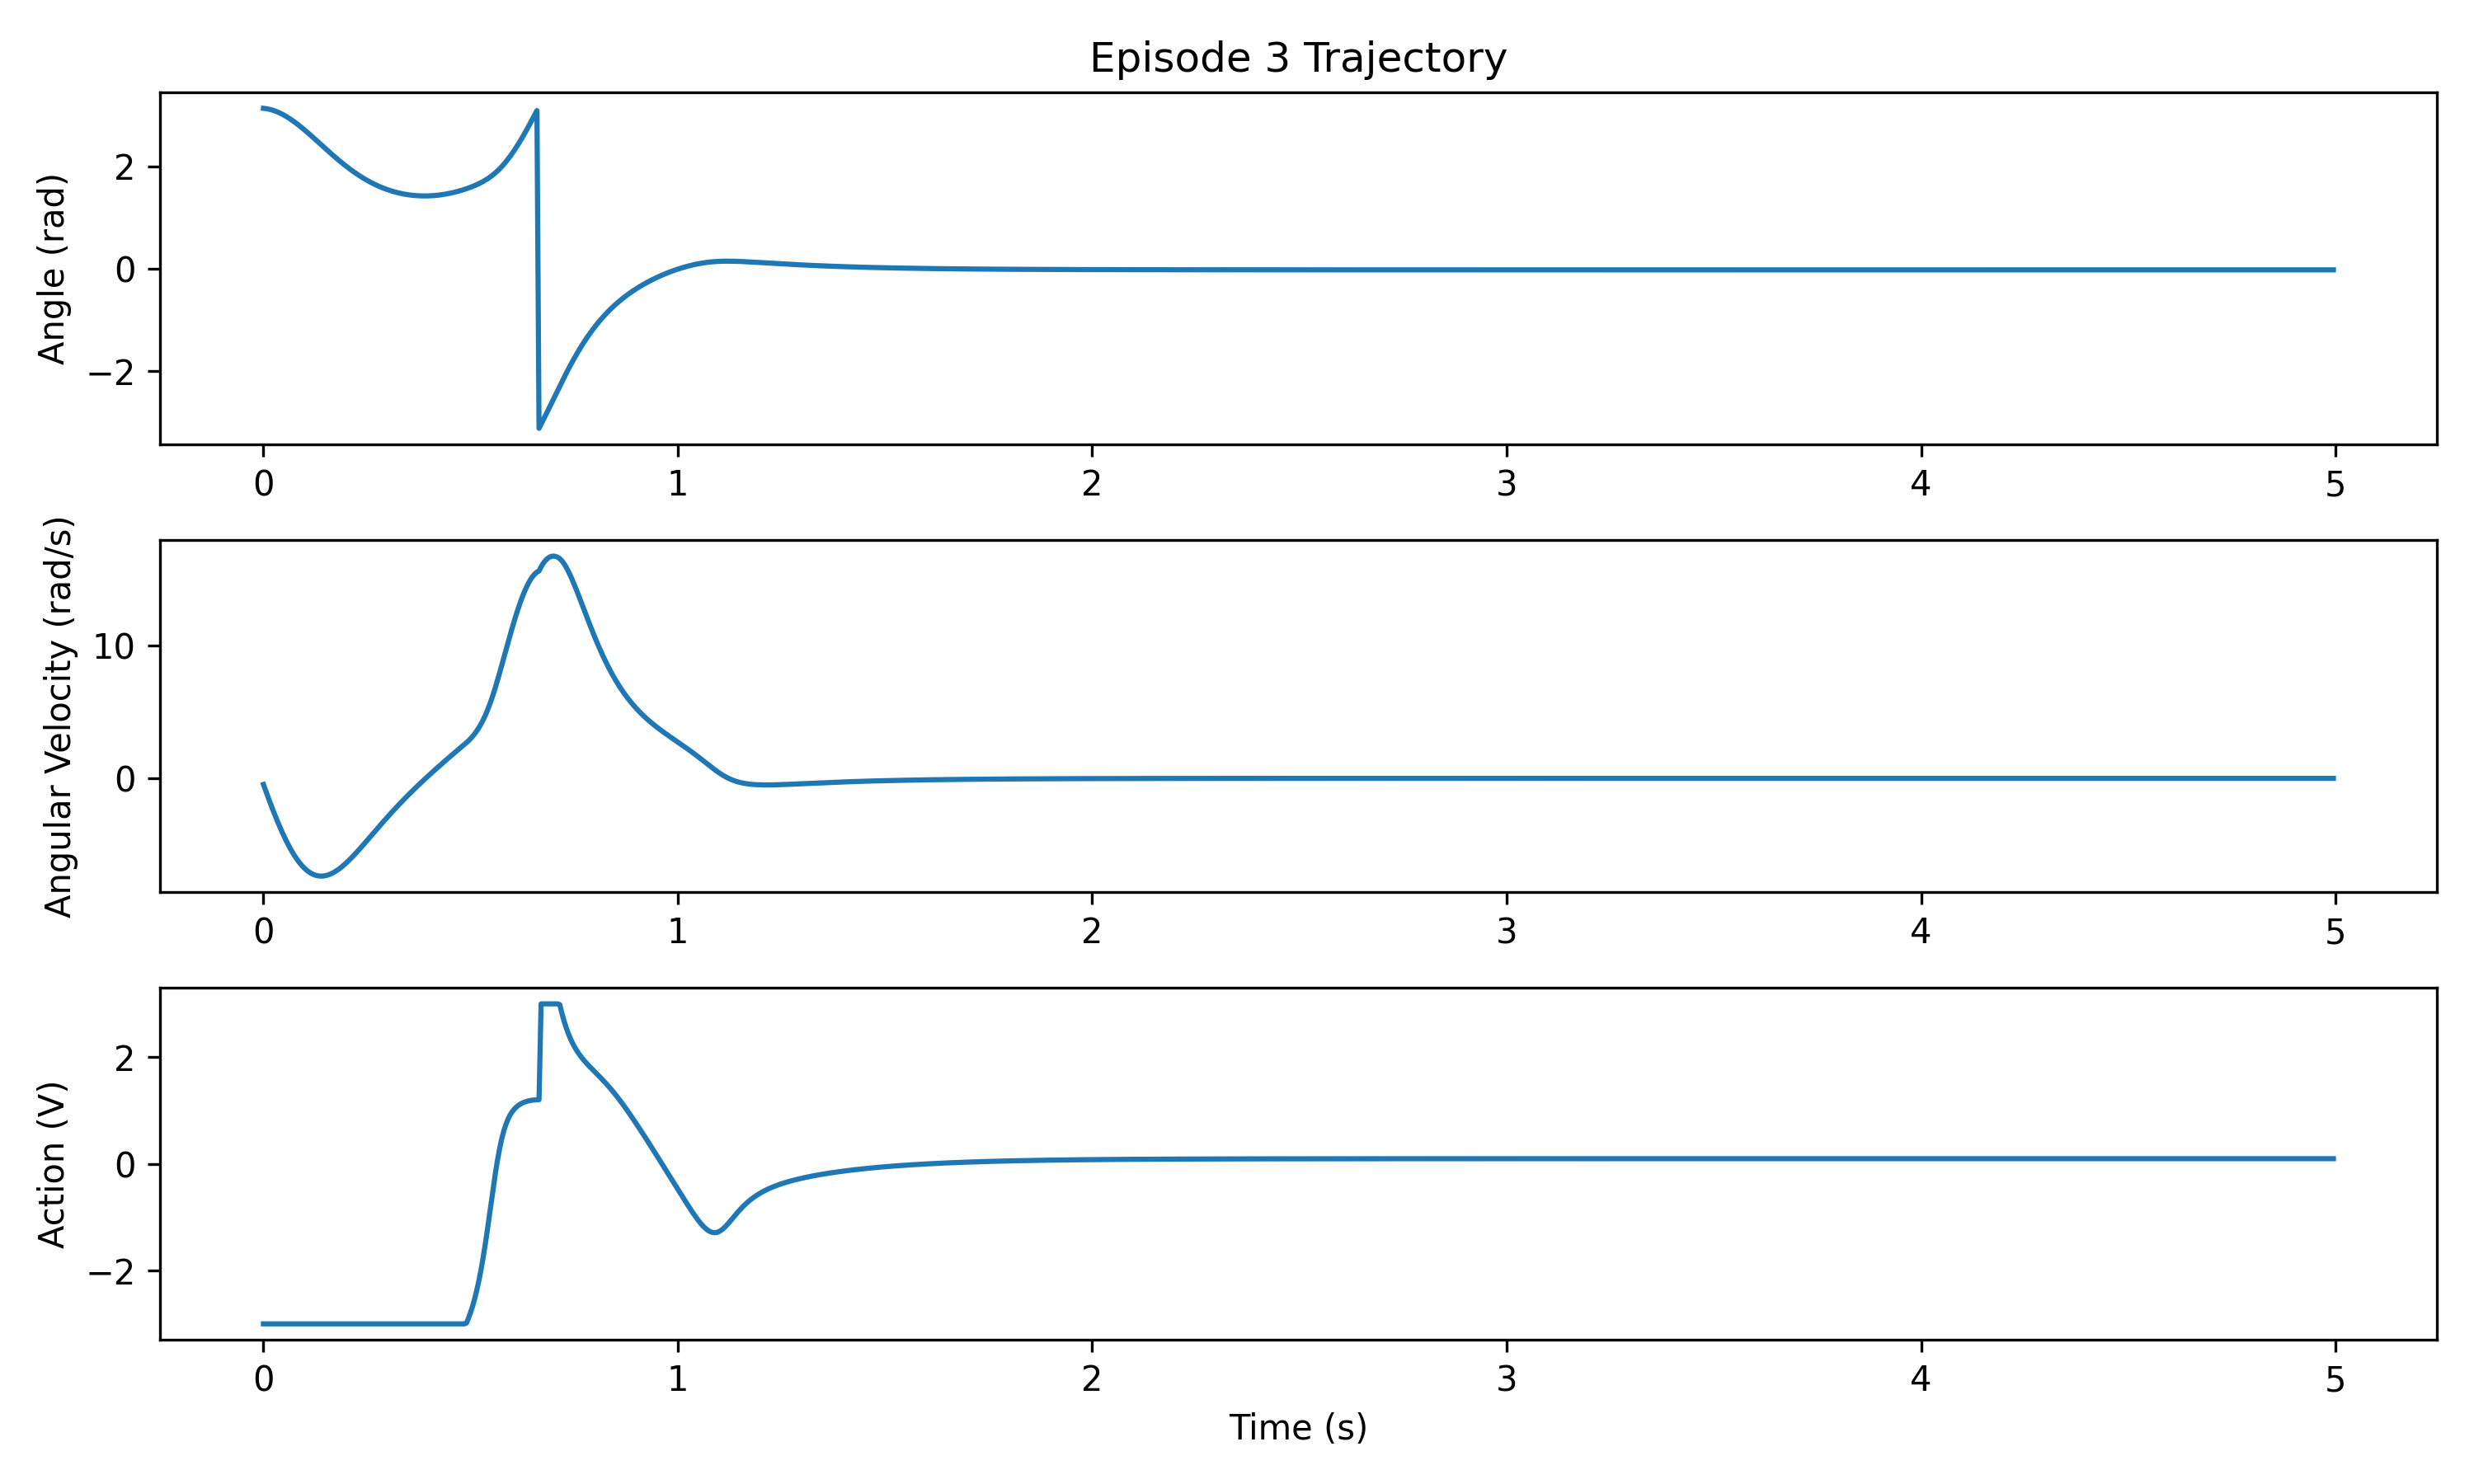 Episode 3 Trajectory
Angle (rad)
2
0
−2
0 1 2 3 4 5
Angular Velocity (rad/s)
10
0
0 1 2 3 4 5
Action (V)
2
0
−2
0 1 2 3 4 5
Time (s)